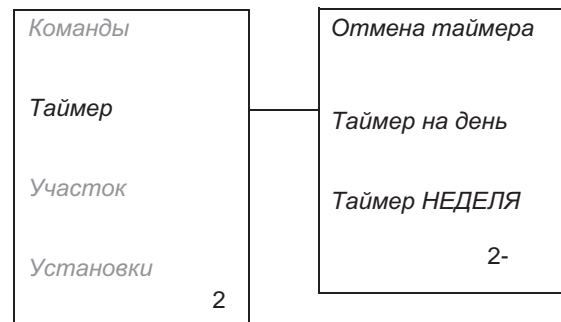 Команды
Таймер
Участок
Установки
2
Отмена таймера
Таймер на день
Таймер НЕДЕЛЯ
2-